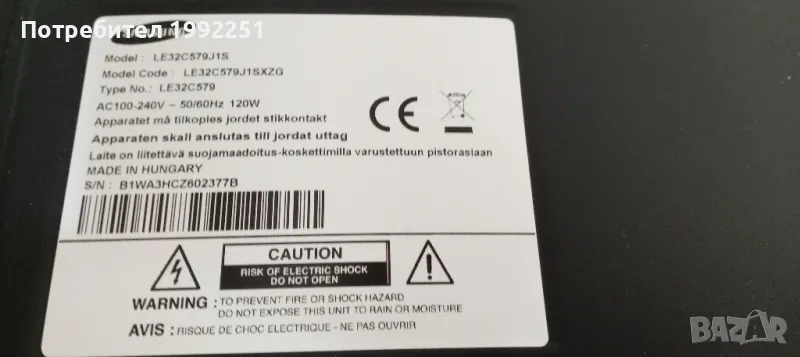 Потребител 1992251
SAMSUNG
Model : LE32C579J1S
Model Code : LE32C579J1SXZG
Type No.: LE32C579
AC100-240V ~ 50/60Hz 120W
Apparatet må tilkoples jordet stikkontakt
Apparaten skall anslutas till jordat uttag
Laite on liitettävä suojamaadoitus-koskettimilla varustettuun pistorasiaan
MADE IN HUNGARY
S/N : B1WA3HCZ602377B
CE
CAUTION
RISK OF ELECTRIC SHOCK
DO NOT OPEN
WARNING : TO PREVENT FIRE OR SHOCK HAZARD
DO NOT EXPOSE THIS UNIT TO RAIN OR MOISTURE
AVIS : RISQUE DE CHOC ELECTRIQUE - NE PAS OUVRIR
BAZAR